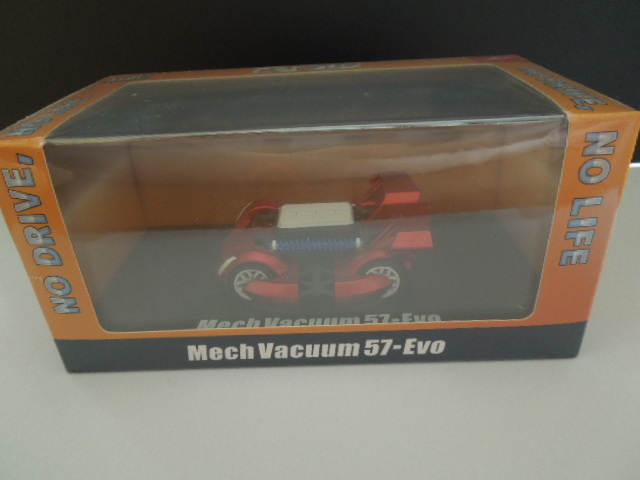 NO DRIVE,
NO LIFE
Mech Vacuum 57-Evo
Mech Vacuum 57-Evo